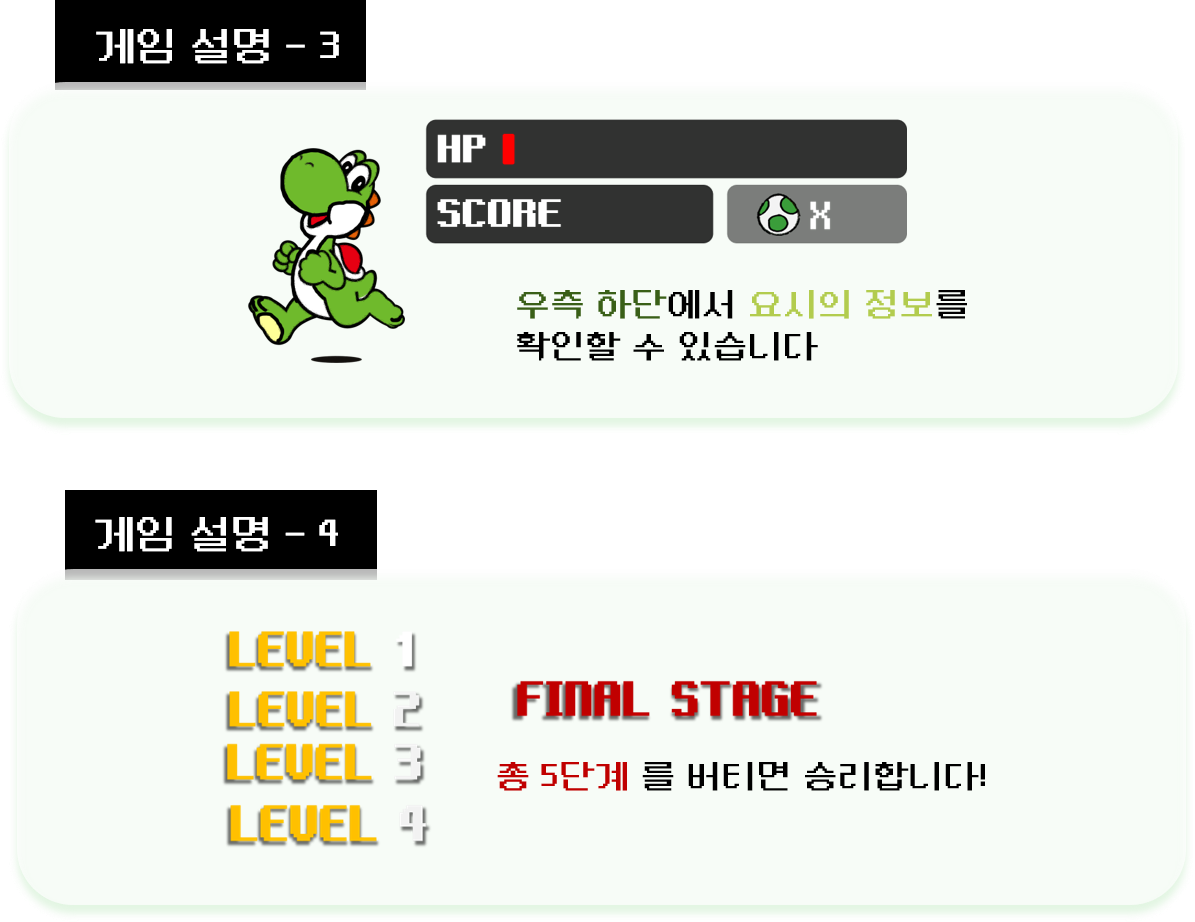 게임 설명 - 3
HP
SCORE
X
우측 하단에서 요시의 정보를
확인할 수 있습니다
게임 설명 - 4
LEVEL 1
LEVEL 2
LEVEL 3
LEVEL 4
FINAL STAGE
총 5단계 를 버티면 승리합니다!